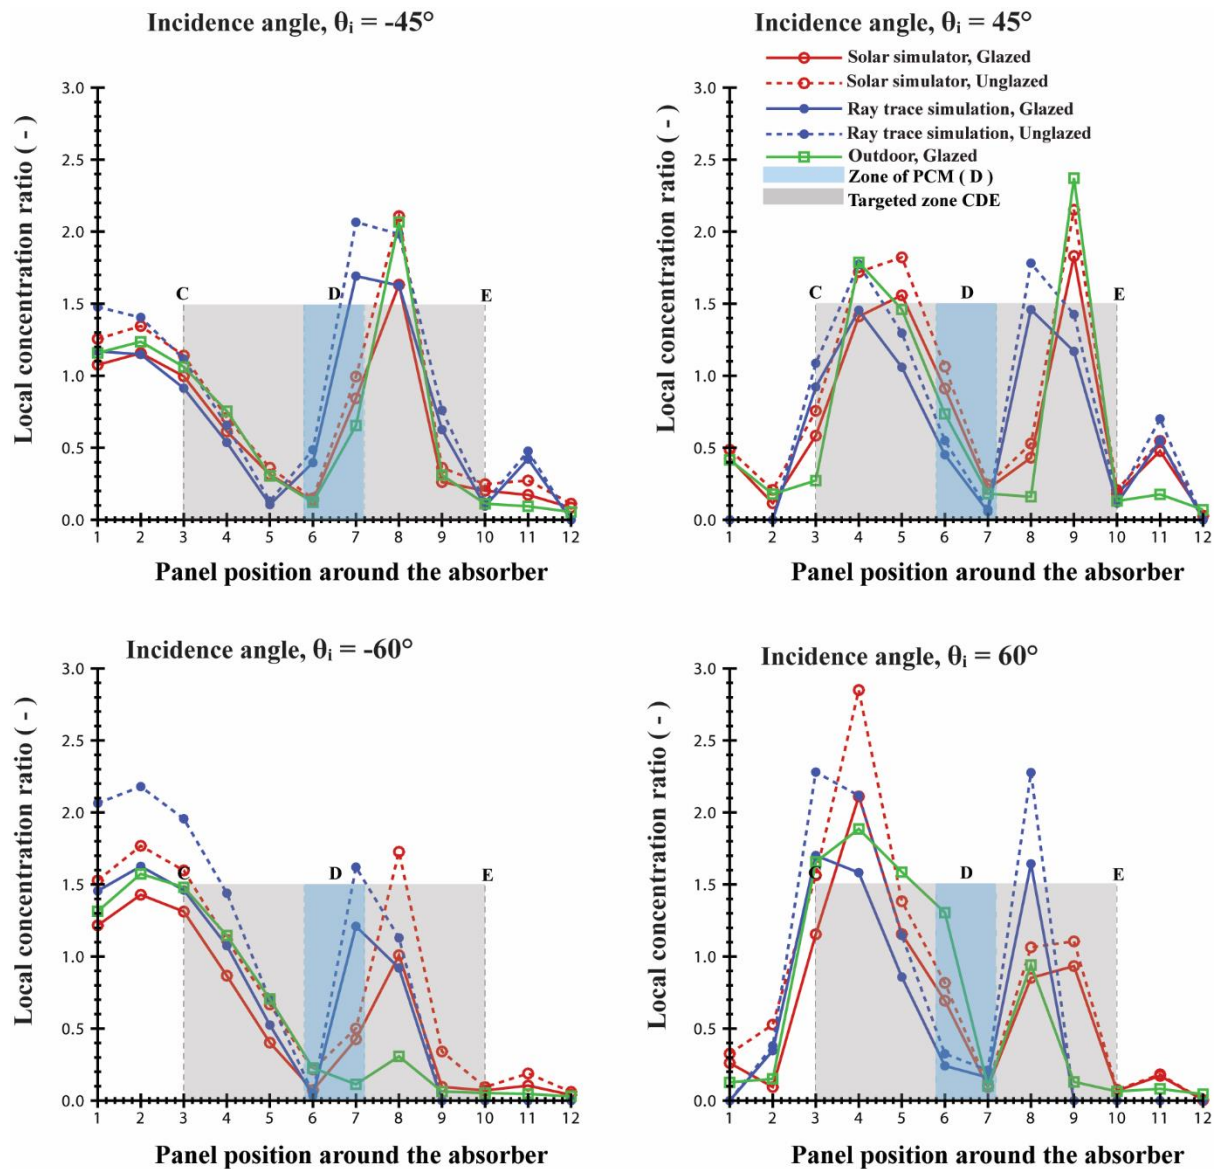 Incidence angle, θᵢ = -45°
Local concentration ratio ( - )
3.0
2.5
2.0
1.5
1.0
0.5
0.0
C
D
E
1 2 3 4 5 6 7 8 9 10 11 12
Panel position around the absorber
Incidence angle, θᵢ = 45°
Solar simulator, Glazed
Solar simulator, Unglazed
Ray trace simulation, Glazed
Ray trace simulation, Unglazed
Outdoor, Glazed
Zone of PCM ( D )
Targeted zone CDE
Local concentration ratio ( - )
3.0
2.5
2.0
1.5
1.0
0.5
0.0
C
D
E
1 2 3 4 5 6 7 8 9 10 11 12
Panel position around the absorber
Incidence angle, θᵢ = -60°
Local concentration ratio ( - )
3.0
2.5
2.0
1.5
1.0
0.5
0.0
C
D
E
1 2 3 4 5 6 7 8 9 10 11 12
Panel position around the absorber
Incidence angle, θᵢ = 60°
Local concentration ratio ( - )
3.0
2.5
2.0
1.5
1.0
0.5
0.0
C
D
E
1 2 3 4 5 6 7 8 9 10 11 12
Panel position around the absorber